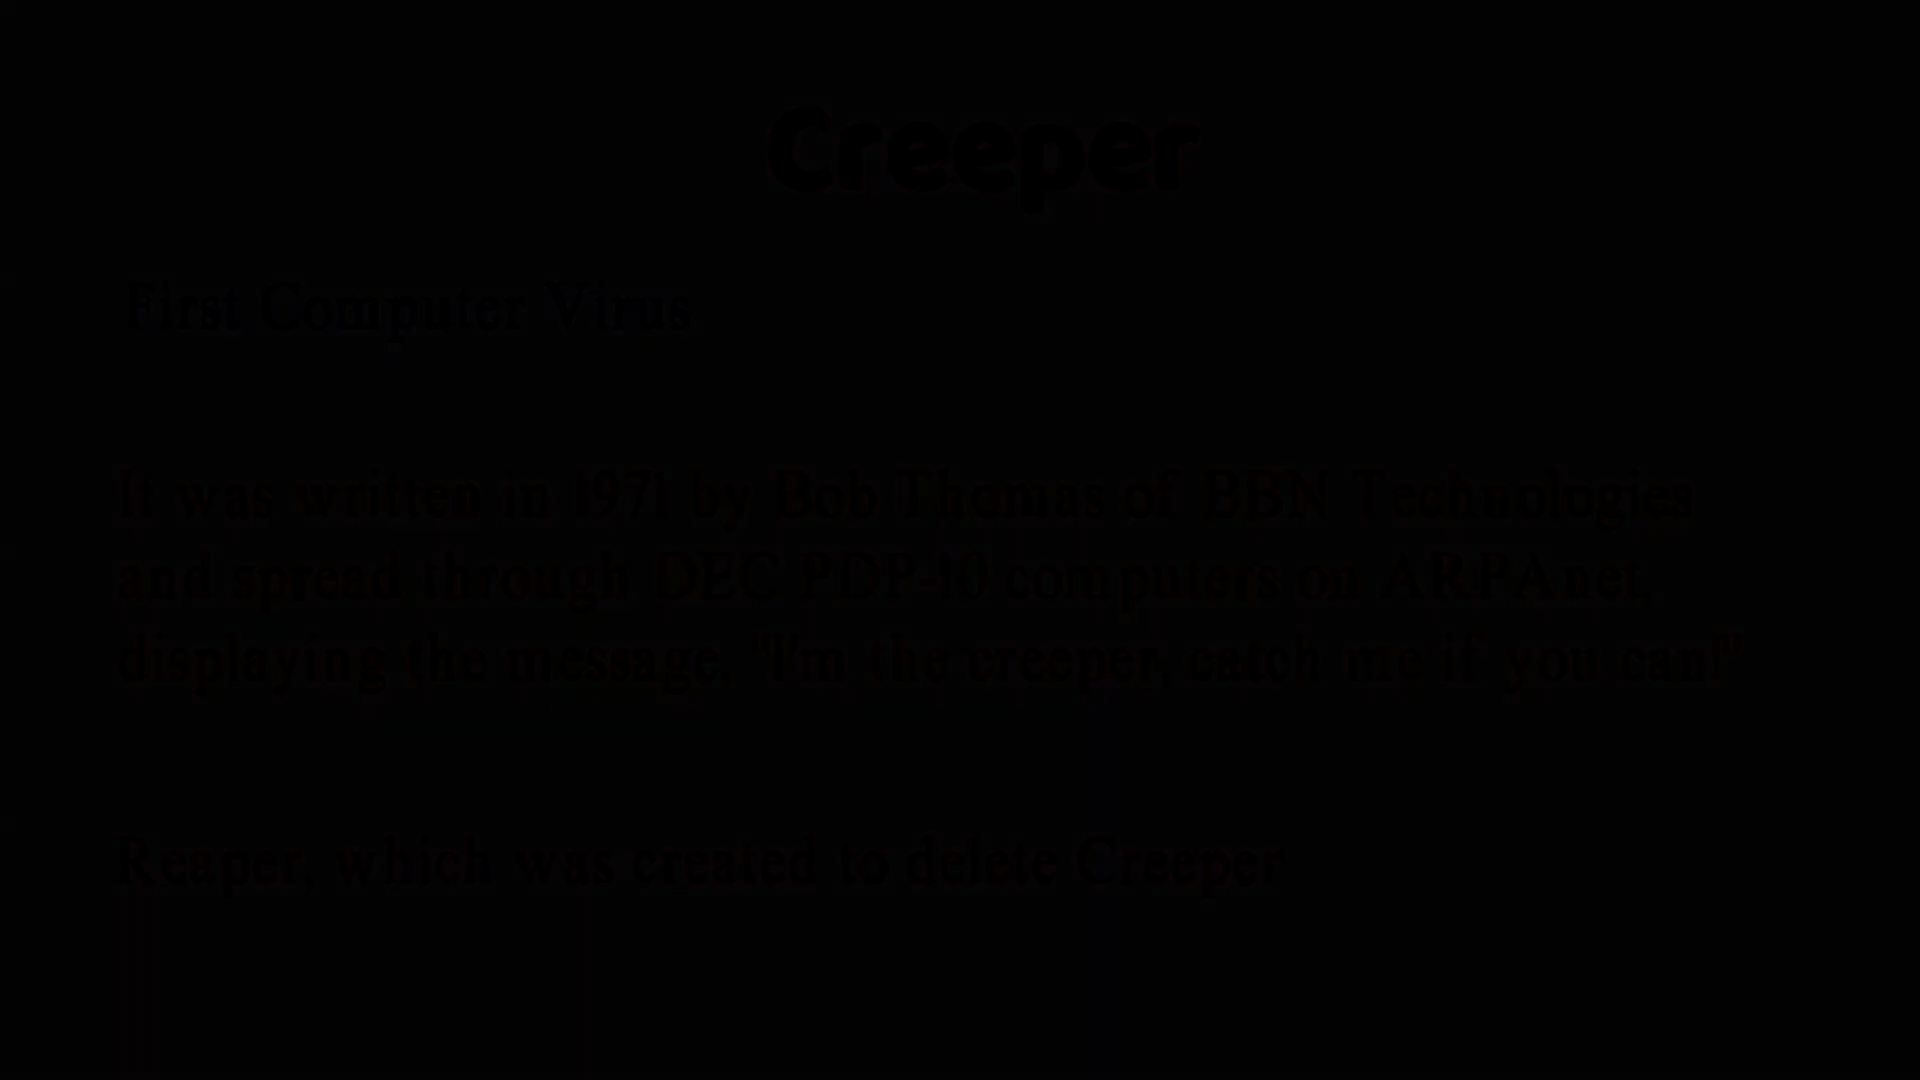 Creeper
First Computer Virus
It was written in 1971 by Bob Thomas of BBN Technologies
and spread through DEC PDP-10 computers on ARPAnet,
displaying the message, "I'm the creeper, catch me if you can!"
Reaper, which was created to delete Creeper